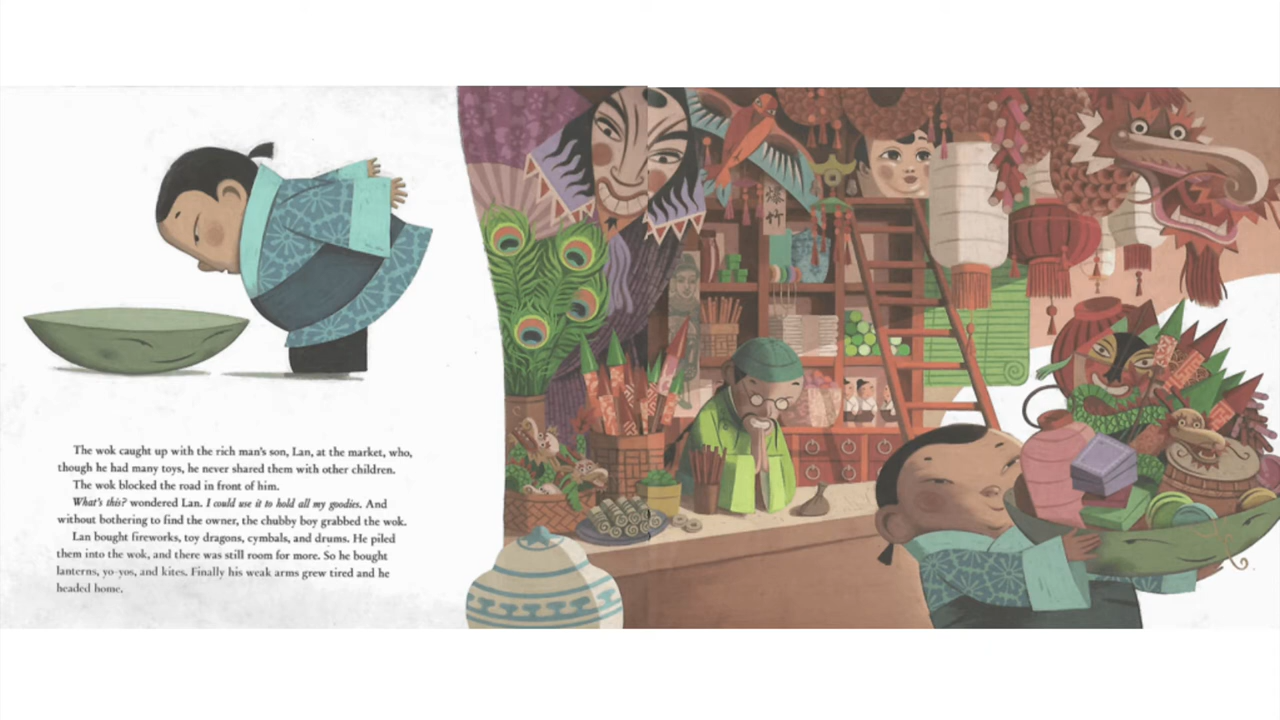 The wok caught up with the rich man's son, Lan, at the market, who,
though he had many toys, he never shared them with other children.
The wok blocked the road in front of him.
What's this? wondered Lan. I could use it to hold all my goodies. And
without bothering to find the owner, the chubby boy grabbed the wok.
Lan bought fireworks, toy dragons, cymbals, and drums. He piled
them into the wok, and there was still room for more. So he bought
lanterns, yo-yos, and kites. Finally his weak arms grew tired and he
headed home.
爆
竹